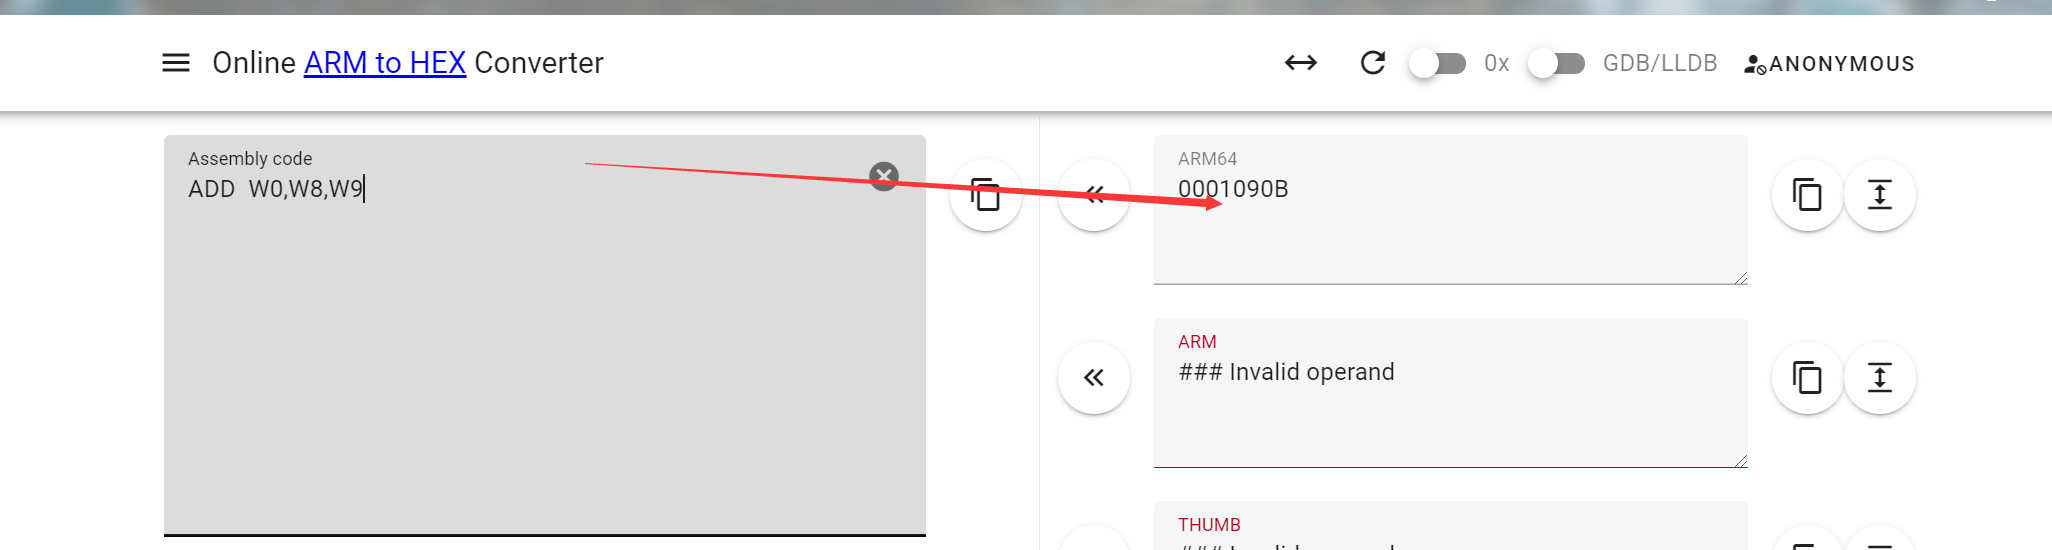 Online ARM to HEX Converter
0x
GDB/LLDB
ANONYMOUS
Assembly code
ADD  W0,W8,W9
ARM64
0001090B
ARM
### Invalid operand
THUMB